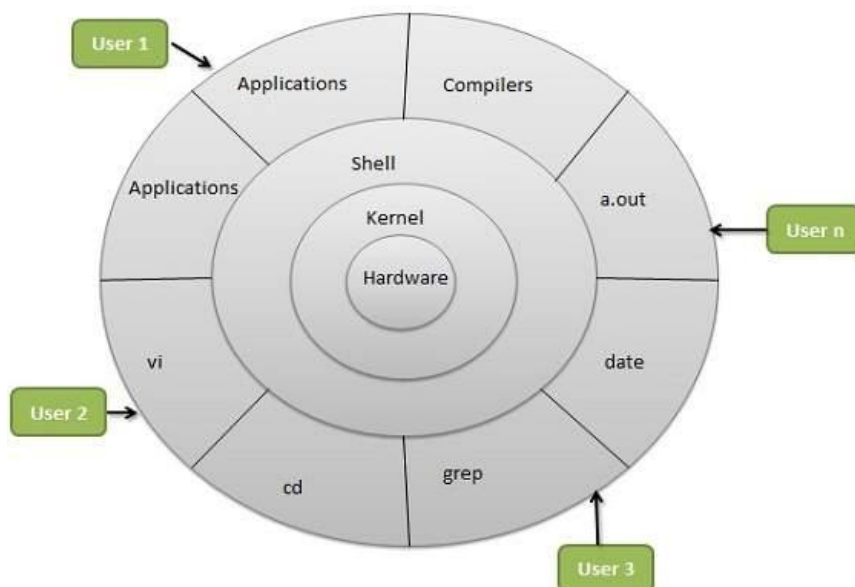 User 1
Applications
Compilers
Shell
Applications
a.out
Kernel
User n
Hardware
vi
date
User 2
cd
grep
User 3